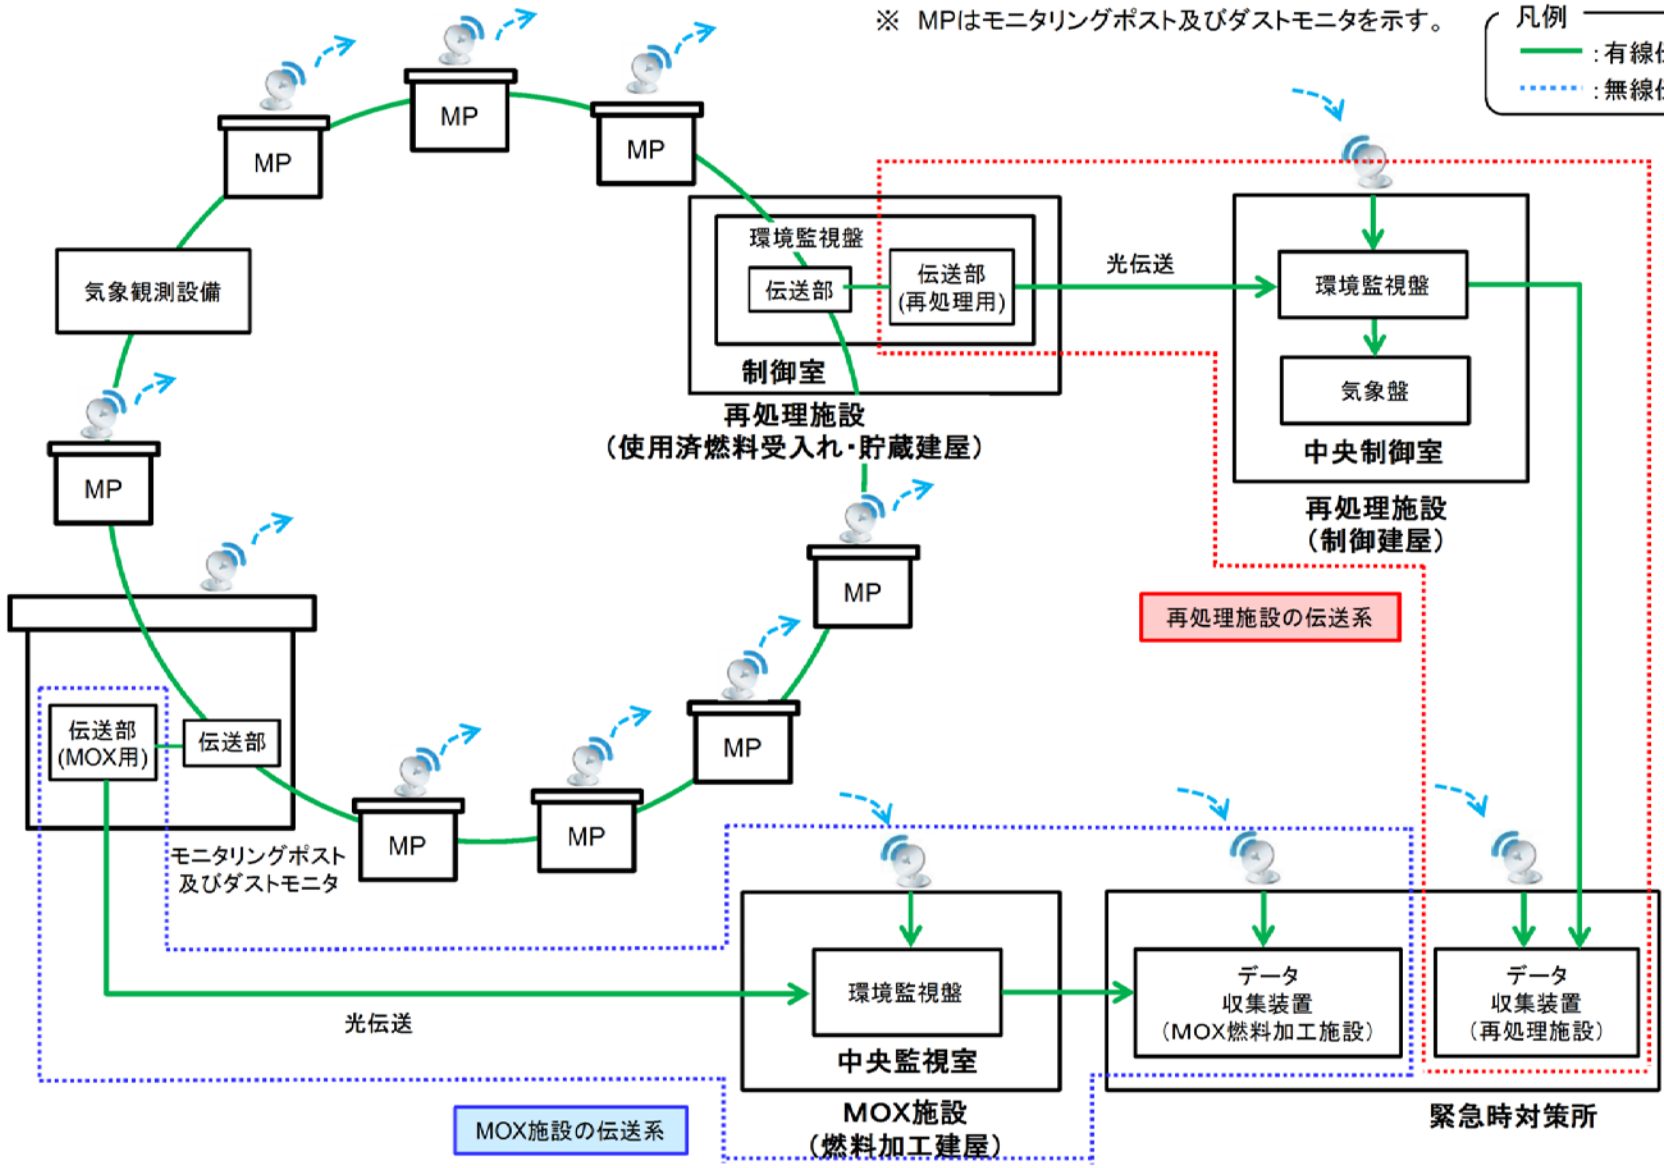 ※ MPはモニタリングポスト及びダストモニタを示す。
凡例
:有線伝
:無線伝
MP
MP
MP
気象観測設備
環境監視盤
伝送部
伝送部
(再処理用)
制御室
再処理施設
(使用済燃料受入れ・貯蔵建屋)
光伝送
環境監視盤
気象盤
中央制御室
再処理施設
(制御建屋)
MP
MP
再処理施設の伝送系
伝送部
(MOX用)
伝送部
MP
MP
MP
モニタリングポスト
及びダストモニタ
光伝送
環境監視盤
中央監視室
MOX施設
(燃料加工建屋)
データ
収集装置
(MOX燃料加工施設)
データ
収集装置
(再処理施設)
緊急時対策所
MOX施設の伝送系